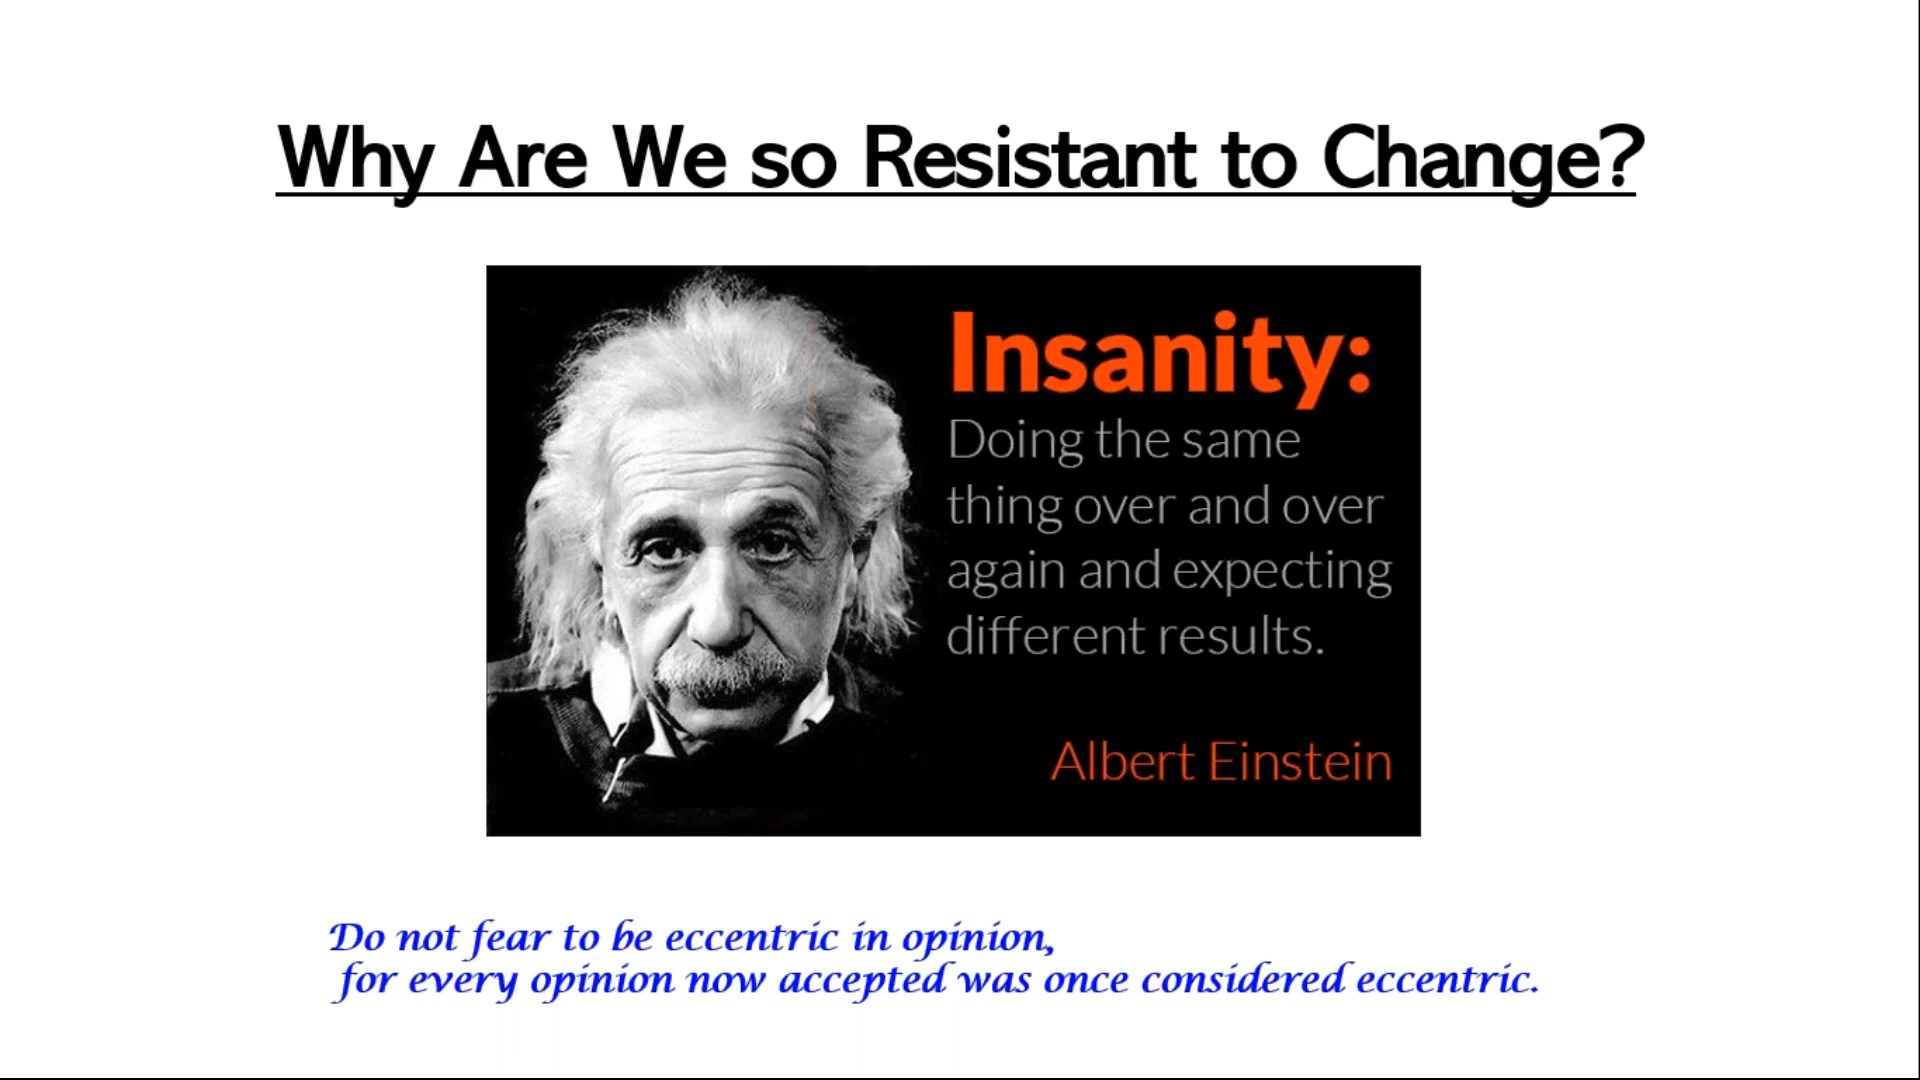 Why Are We so Resistant to Change?
Insanity:
Doing the same
thing over and over
again and expecting
different results.
Albert Einstein
Do not fear to be eccentric in opinion,
for every opinion now accepted was once considered eccentric.